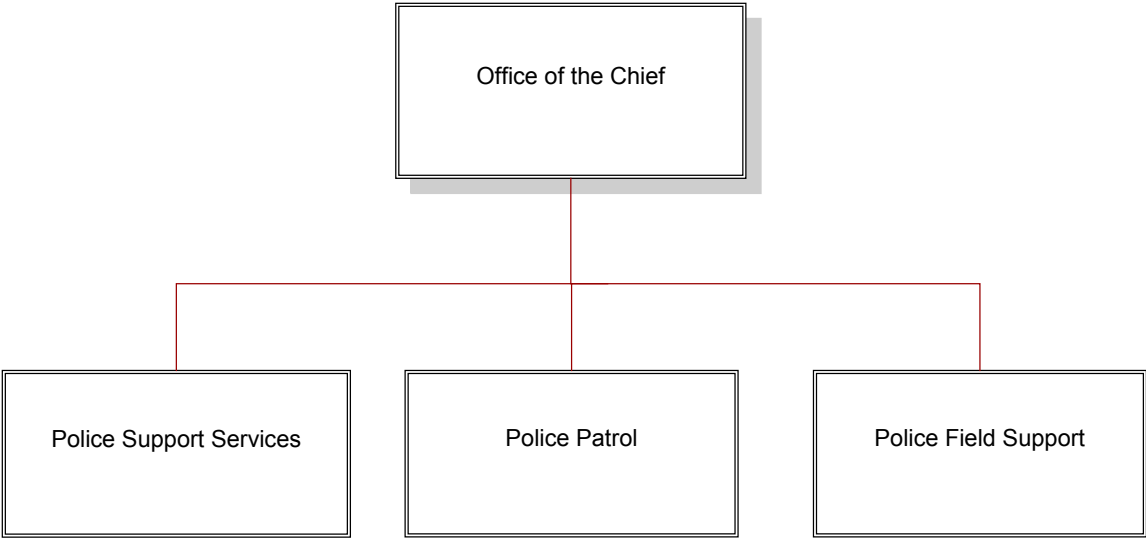 Office of the Chief
Police Support Services
Police Patrol
Police Field Support